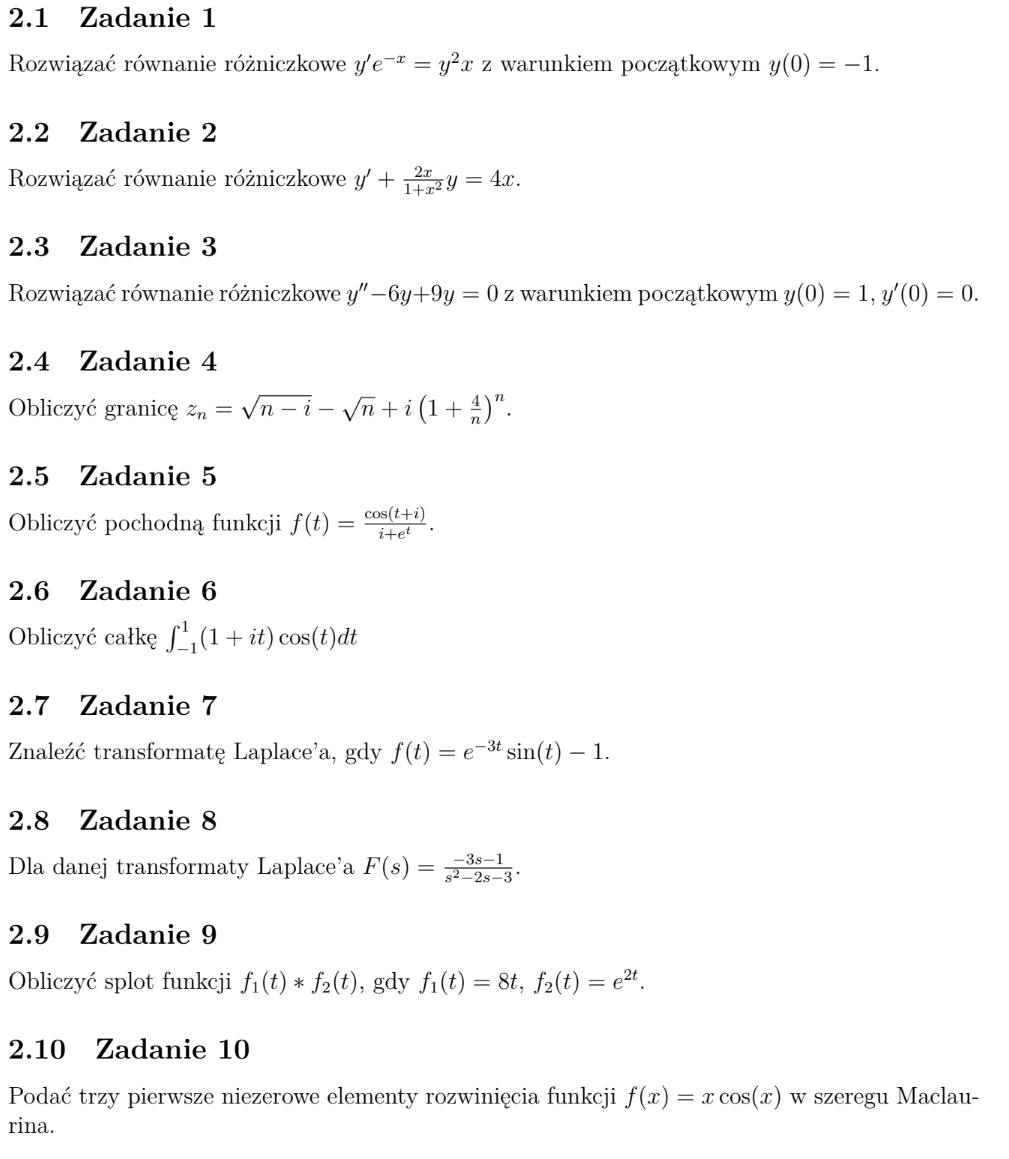 2.1 Zadanie 1
Rozwiązać równanie różniczkowe $y'e^{-x} = y^2x$ z warunkiem początkowym $y(0) = -1$.
2.2 Zadanie 2
Rozwiązać równanie różniczkowe $y' + \frac{2x}{1+x^2}y = 4x$.
2.3 Zadanie 3
Rozwiązać równanie różniczkowe $y''-6y+9y = 0$ z warunkiem początkowym $y(0) = 1, y'(0) = 0$.
2.4 Zadanie 4
Obliczyć granicę $z_n = \sqrt{n-i} - \sqrt{n} + i\left(1 + \frac{4}{n}\right)^n$.
2.5 Zadanie 5
Obliczyć pochodną funkcji $f(t) = \frac{\cos(t+i)}{i+e^t}$.
2.6 Zadanie 6
Obliczyć całkę $\int_{-1}^{1}(1 + it)\cos(t)dt$
2.7 Zadanie 7
Znaleźć transformatę Laplace'a, gdy $f(t) = e^{-3t}\sin(t) - 1$.
2.8 Zadanie 8
Dla danej transformaty Laplace'a $F(s) = \frac{-3s-1}{s^2-2s-3}$.
2.9 Zadanie 9
Obliczyć splot funkcji $f_1(t) * f_2(t)$, gdy $f_1(t) = 8t$, $f_2(t) = e^{2t}$.
2.10 Zadanie 10
Podać trzy pierwsze niezerowe elementy rozwinięcia funkcji $f(x) = x\cos(x)$ w szeregu Maclau-
rina.